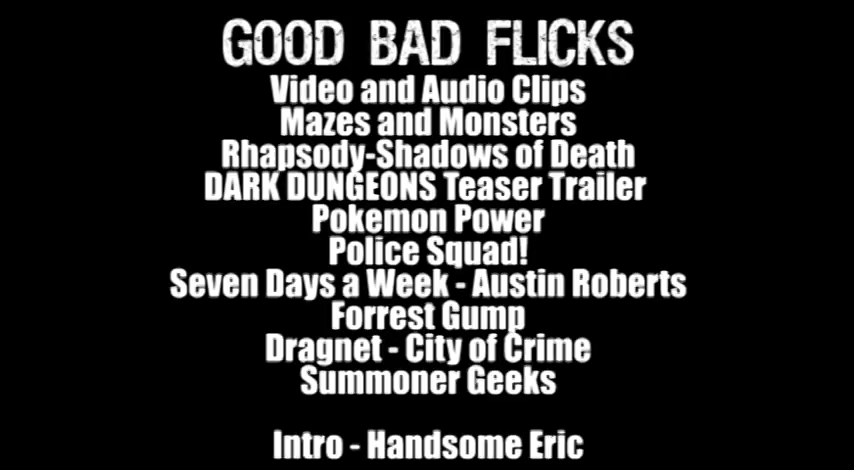 GOOD BAD FLICKS
Video and Audio Clips
Mazes and Monsters
Rhapsody-Shadows of Death
DARK DUNGEONS Teaser Trailer
Pokemon Power
Police Squad!
Seven Days a Week - Austin Roberts
Forrest Gump
Dragnet - City of Crime
Summoner Geeks
Intro - Handsome Eric